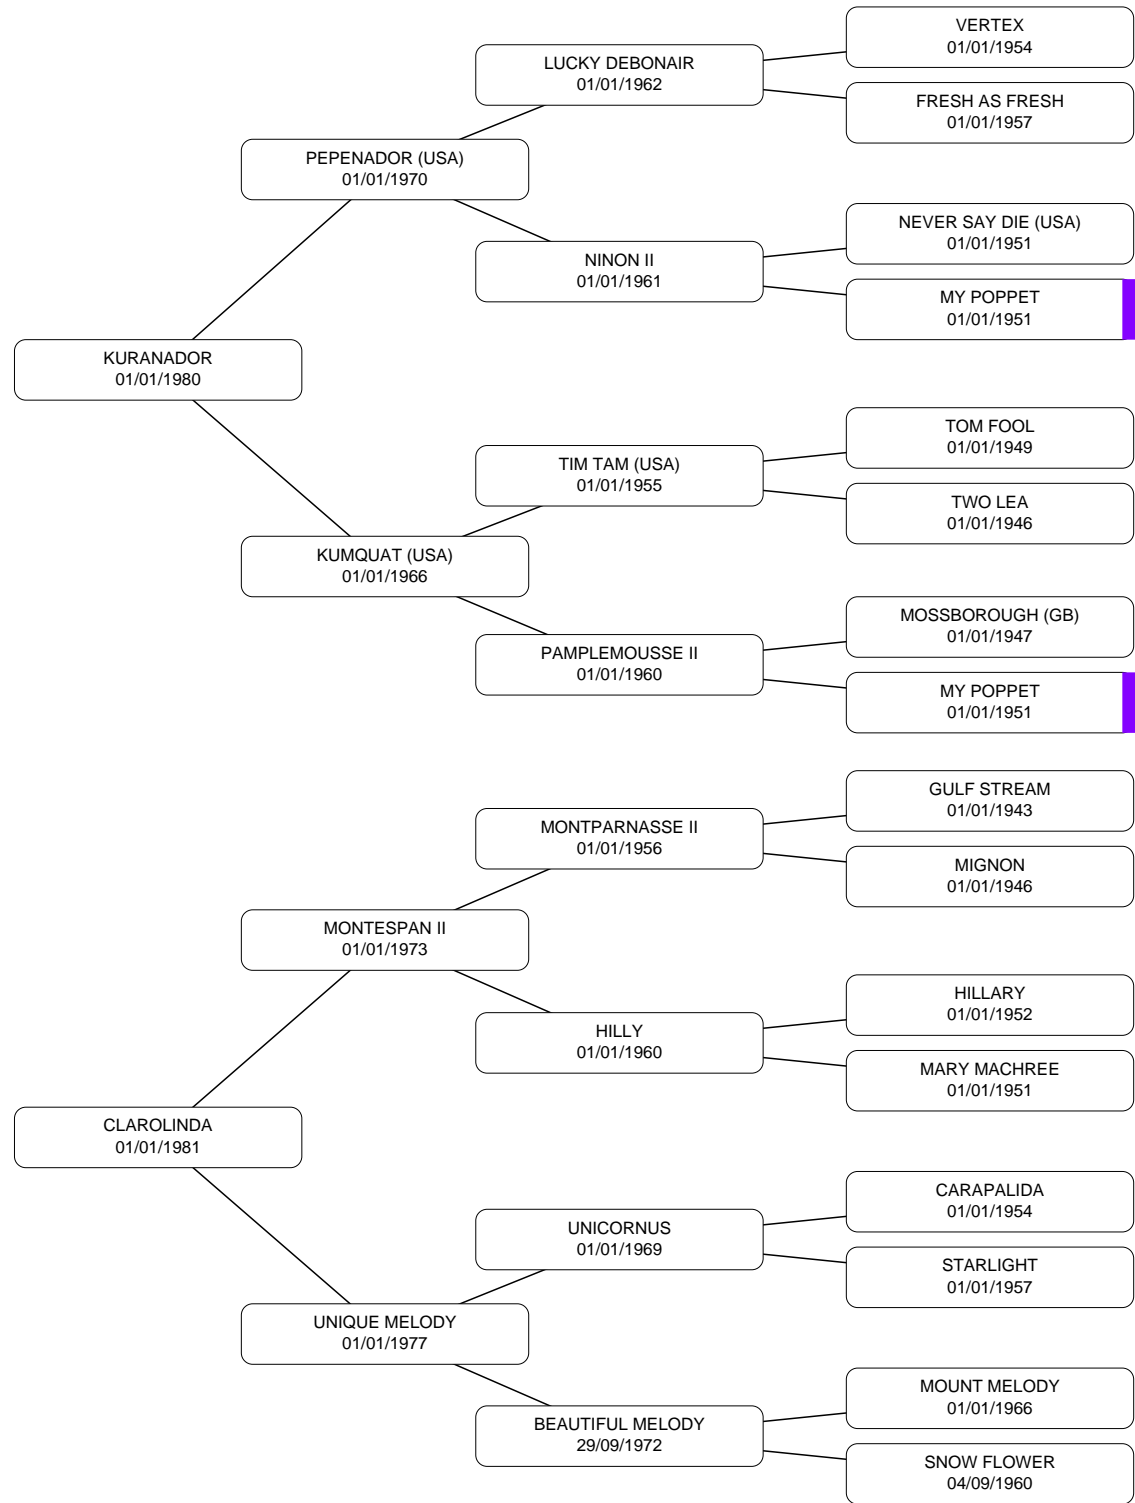 VERTEX
01/01/1954
LUCKY DEBONAIR
01/01/1962
FRESH AS FRESH
01/01/1957
PEPENADOR (USA)
01/01/1970
NEVER SAY DIE (USA)
01/01/1951
NINON II
01/01/1961
MY POPPET
01/01/1951
KURANADOR
01/01/1980
TOM FOOL
01/01/1949
TIM TAM (USA)
01/01/1955
TWO LEA
01/01/1946
KUMQUAT (USA)
01/01/1966
MOSSBOROUGH (GB)
01/01/1947
PAMPLEMOUSSE II
01/01/1960
MY POPPET
01/01/1951
GULF STREAM
01/01/1943
MONTPARNASSE II
01/01/1956
MIGNON
01/01/1946
MONTESPAN II
01/01/1973
HILLARY
01/01/1952
HILLY
01/01/1960
MARY MACHREE
01/01/1951
CLAROLINDA
01/01/1981
CARAPALIDA
01/01/1954
UNICORNUS
01/01/1969
STARLIGHT
01/01/1957
UNIQUE MELODY
01/01/1977
MOUNT MELODY
01/01/1966
BEAUTIFUL MELODY
29/09/1972
SNOW FLOWER
04/09/1960